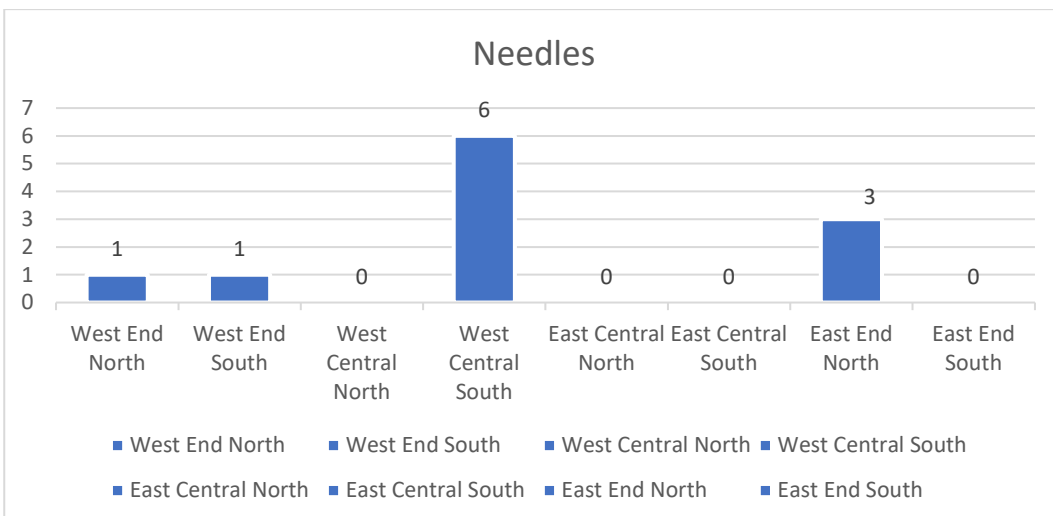 Needles
7
6
5
4
3
2
1
0
1
1
0
6
0
0
3
0
West End North
West End South
West Central North
West Central South
East Central North
East Central South
East End North
East End South
West End North
West End South
West Central North
West Central South
East Central North
East Central South
East End North
East End South